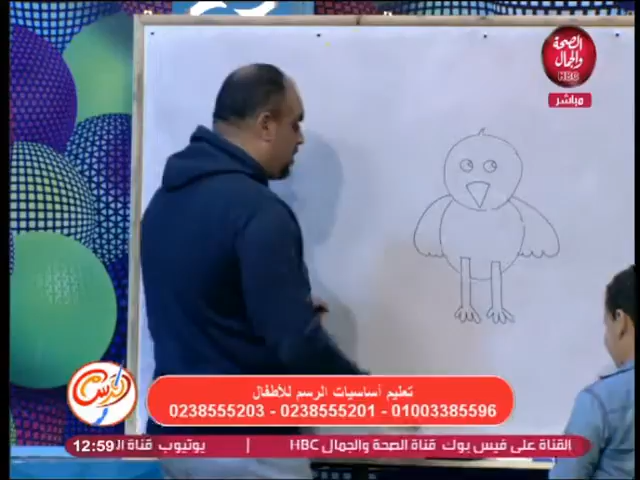 الصحة
والجمال
HBC
مباشر
تعليم أساسيات الرسم للأطفال
0238555203 - 0238555201 - 01003385596
القناة على فيس بوك قناة الصحة والجمال HBC | يوتيوب قناة ال
12:59